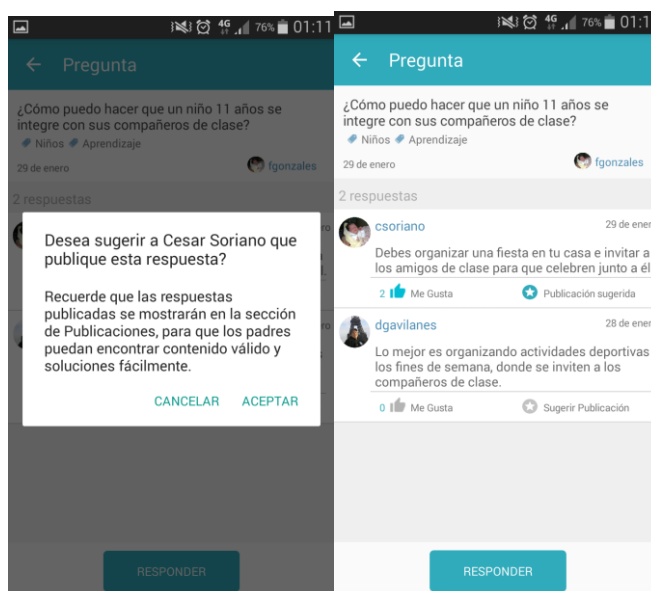 4G 76% 01:11
Pregunta
¿Cómo puedo hacer que un niño 11 años se
integre con sus compañeros de clase?
Niños Aprendizaje
29 de enero fgonzales
2 respuestas
Desea sugerir a Cesar Soriano que
publique esta respuesta?
Recuerde que las respuestas
publicadas se mostrarán en la sección
de Publicaciones, para que los padres
puedan encontrar contenido válido y
soluciones fácilmente.
CANCELAR ACEPTAR
RESPONDER
4G 76% 01:1
Pregunta
¿Cómo puedo hacer que un niño 11 años se
integre con sus compañeros de clase?
Niños Aprendizaje
29 de enero fgonzales
2 respuestas
csoriano 29 de ener
Debes organizar una fiesta en tu casa e invitar a
los amigos de clase para que celebren junto a él
2 Me Gusta Publicación sugerida
dgavilanes 28 de ener
Lo mejor es organizando actividades deportivas
los fines de semana, donde se inviten a los
compañeros de clase.
0 Me Gusta Sugerir Publicación
RESPONDER